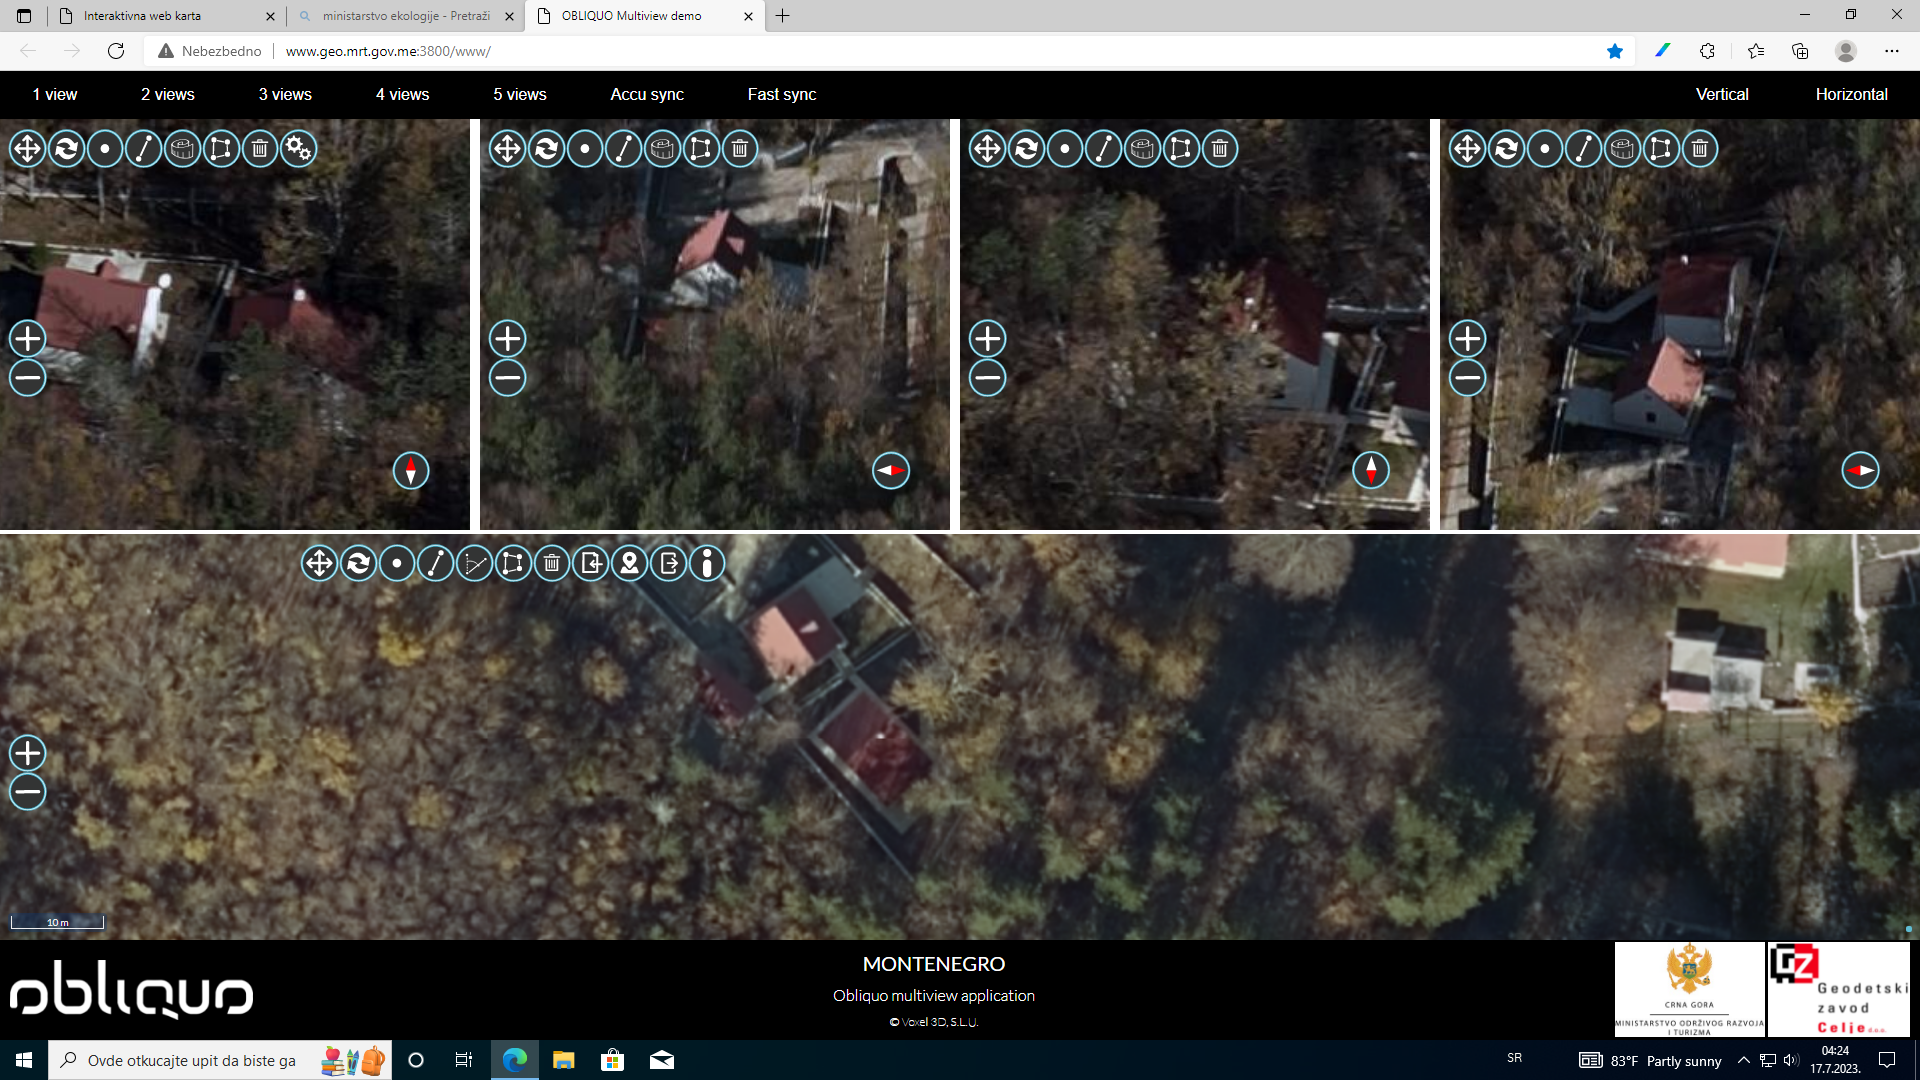 Interaktivna web karta
ministarstvo ekologije - Pretraži
OBLIQUO Multiview demo
Nebezbedno
www.geo.mrt.gov.me:3800/www/
1 view
2 views
3 views
4 views
5 views
Accu sync
Fast sync
Vertical
Horizontal
10 m
obliquo
MONTENEGRO
Obliquo multiview application
© Voxel 3D, S.L.U.
CRNA GORA
MINISTARSTVO ODRŽIVOG RAZVOJA
I TURIZMA
GZ
Geodetski
zavod
Celje d.o.o.
Ovde otkucajte upit da biste ga
SR
83°F Partly sunny
04:24
17.7.2023.